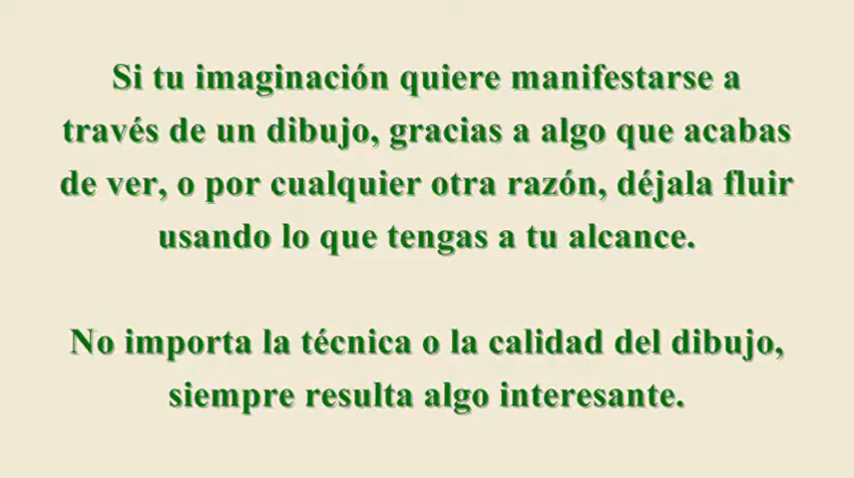 Si tu imaginación quiere manifestarse a
través de un dibujo, gracias a algo que acabas
de ver, o por cualquier otra razón, déjala fluir
usando lo que tengas a tu alcance.
No importa la técnica o la calidad del dibujo,
siempre resulta algo interesante.